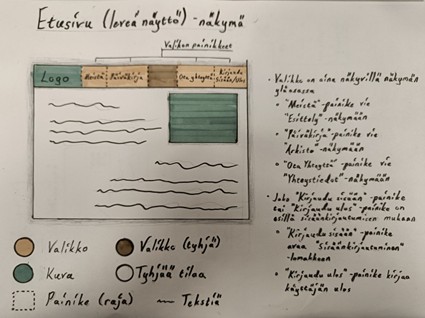 Etusivu (leveä näyttö) -näkymä
Valikon painikkeet
Logo
Meistä
Päiväkirja
Ota yhteyttä
Kirjaudu
sisään/ulos
- Valikko on aina näkyvillä näkymän
yläosassa
"Meistä" -painike vie
"Esittely" -näkymään
"Päiväkirja" -painike vie
"Arkisto" -näkymään
"Ota Yhteyttä" -painike vie
"Yhteystiedot" -näkymään
- Joko "Kirjaudu sisään" -painike
tai "Kirjaudu ulos" -painike on
esillä sisäänkirjautumisen mukaan
"Kirjaudu sisään" -painike
avaa "Sisäänkirjautuminen"
-lomakkeen
"Kirjaudu ulos" -painike kirjaa
käyttäjän ulos
Valikko
Valikko (tyhjä)
Kuva
Tyhjää tilaa
Painike (raja)
Tekstiä